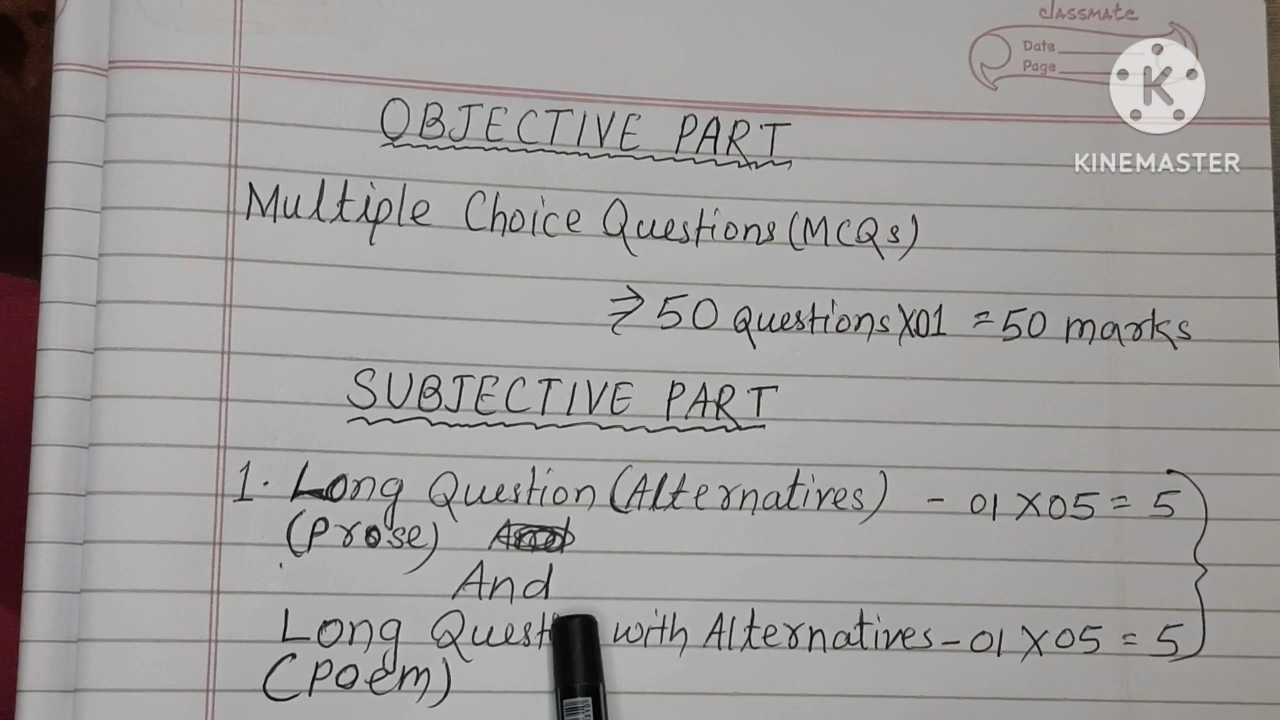 classmate
Date
Page
KINEMASTER
OBJECTIVE PART
Multiple Choice Questions (MCQs)
⇒ 50 questions X01 = 50 marks
SUBJECTIVE PART
1. Long Question (Alternatives) - 01 X05 = 5
(Prose)
And
Long Quest with Alternatives - 01 X05 = 5
(Poem)